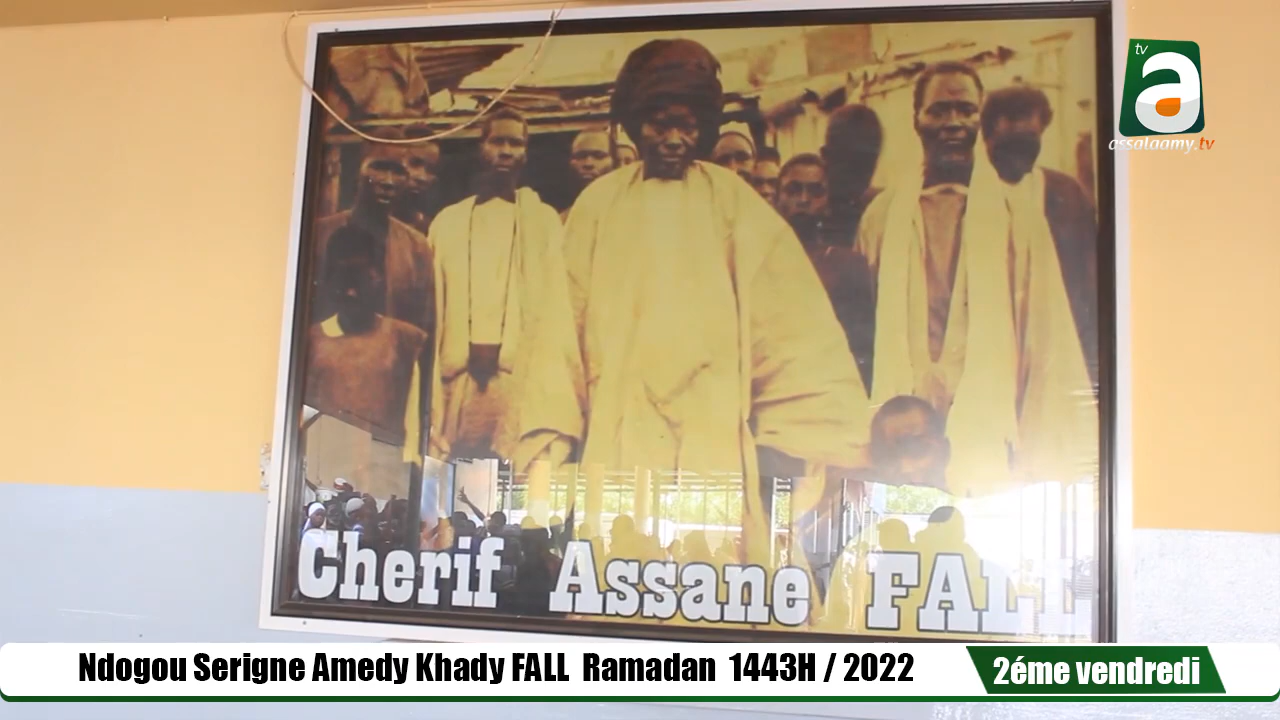 tv
a
assalaamy.tv
Cherif Assane FALL
Ndogou Serigne Amedy Khady FALL Ramadan 1443H / 2022
2éme vendredi